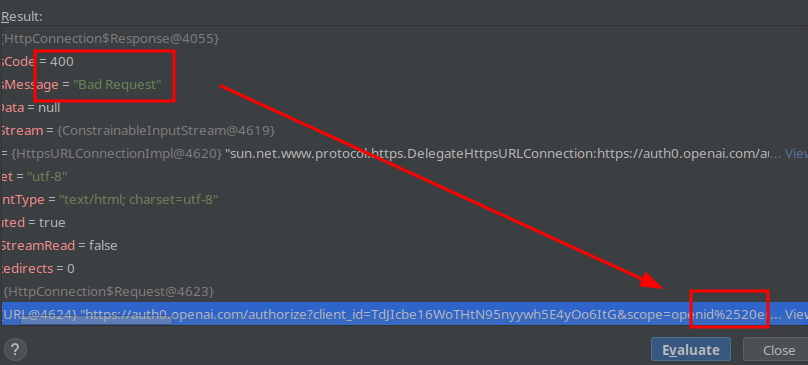 Result:
{HttpConnection$Response@4055}
sCode = 400
sMessage = "Bad Request"
Data = null
Stream = {ConstrainableInputStream@4619}
= {HttpsURLConnectionImpl@4620} "sun.net.www.protocol.https.DelegateHttpsURLConnection:https://auth0.openai.com/au... View
et = "utf-8"
ntType = "text/html; charset=utf-8"
uted = true
StreamRead = false
edirects = 0
{HttpConnection$Request@4623}
{URL@4624} "https://auth0.openai.com/authorize?client_id=TdJIcbe16WoTHtN95nyywh5E4yOo6ItG&scope=openid%2520e... View
? Evaluate Close